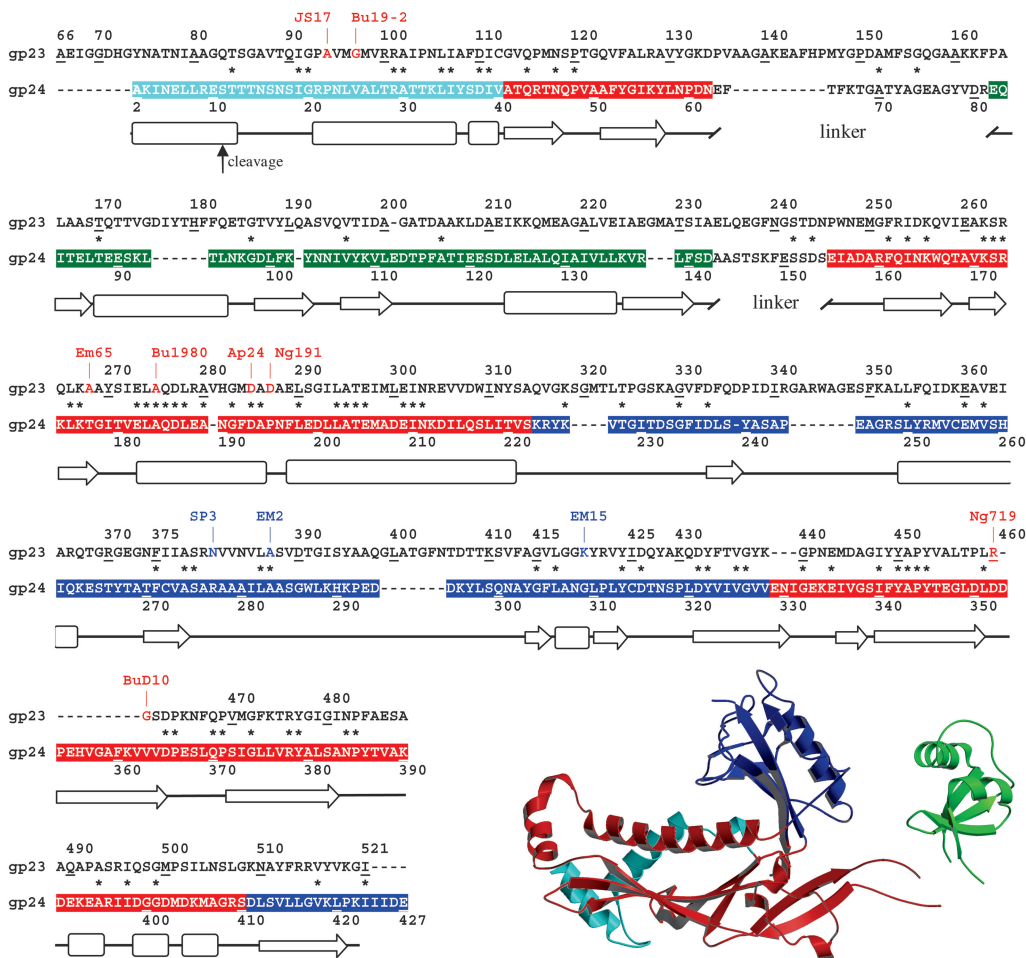 JS17 Bu19-2
66 70 80 90 100 110 120 130 140 150 160
gp23 AEIGGDHGYNATNIAAGQTSGAVTQIGPAVMGMVRRAIPNLIAFDICGVQPMNSPTGQVFALRAVYGKDPVAAGAKEAFHPMYGPDAMFSGQGAAKKFPA
gp24 --------AKINELLRESTTTNSNSIGRPNLVALTRATTKLIYSDIVATQRTNQPVAAFYGIKYLNPDNEF----------TFKTGATYAGEAGYVDREQ
2 10 20 40 50 60 70 80
cleavage
linker
170 180 190 200 210 220 230 240 250 260
gp23 LAASTQTTVGDIYTHFFQETGTVYLQASVQVTIDA-GATDAAKLDAEIKKQMEAGALVEIAEGMATSIAELQEGFNGSTDNPWNEMGFRIDKQVIEAKSR
gp24 ITELTEESKL------TLNKGDLFK-YNNIVYKVLEDTPFATIEESDLELALQIAIVLLKVR---LFSDAASTSKFESSDSEIADARFQINKWQTAVKSR
90 100 110 120 130 140 150 160 170
linker
Em65 Bu1980 Ap24 Ng191
270 280 290 300 310 320 330 340 350 360
gp23 QLKAAYSIELAQDLRAVHGMDADAELSGILATEIMLEINREVVDWINYSAQVGKSGMTLTPGSKAGVFDFQDPIDIRGARWAGESFKALLFQIDKEAVEI
gp24 KLKTGITVELAQDLEA-NGFDAPNFLEDLLATEMADEINKDILQSLITVSKRYK----VTGITDSGFIDLS-YASAP-------EAGRSLYRMVCEMVSH
180 190 200 210 220 230 240 250 260
SP3 EM2 EM15 Ng719
370 375 390 400 410 415 420 430 440 450
gp23 ARQTGRGEGNFIIASRNVVNVLASVDTGISYAAQGLATGFNTDTTKSVFAGVLGGKYRVYIDQYAKQDYFTVGYK---GPNEMDAGIYYAPYVALTPLR
gp24 IQKESTYTATFCVASARAAAILAASGWLKHKPED-------DKYLSQNAYGFLANGLPLYCDTNSPLDYVIVGVVENIGEKEIVGSIFYAPYTEGLDLDD
270 280 290 300 310 320 330 340 350
BuD10
470 480
gp23 ----------GSDPKNFQPVMGFKTRYGIGINPFAESA
gp24 PEHVGAFKVVVDPESLQPSIGLLVRYALSANPYTVAK
360 370 380 390
490 500 510 521
gp23 AQAPASRIQSGMPSILNSLGKNAYFRRVYVKGI----
gp24 DEKEARIIDGGDMDKMAGRSDLSVLLGVKLPKIIIDE
400 410 420 427